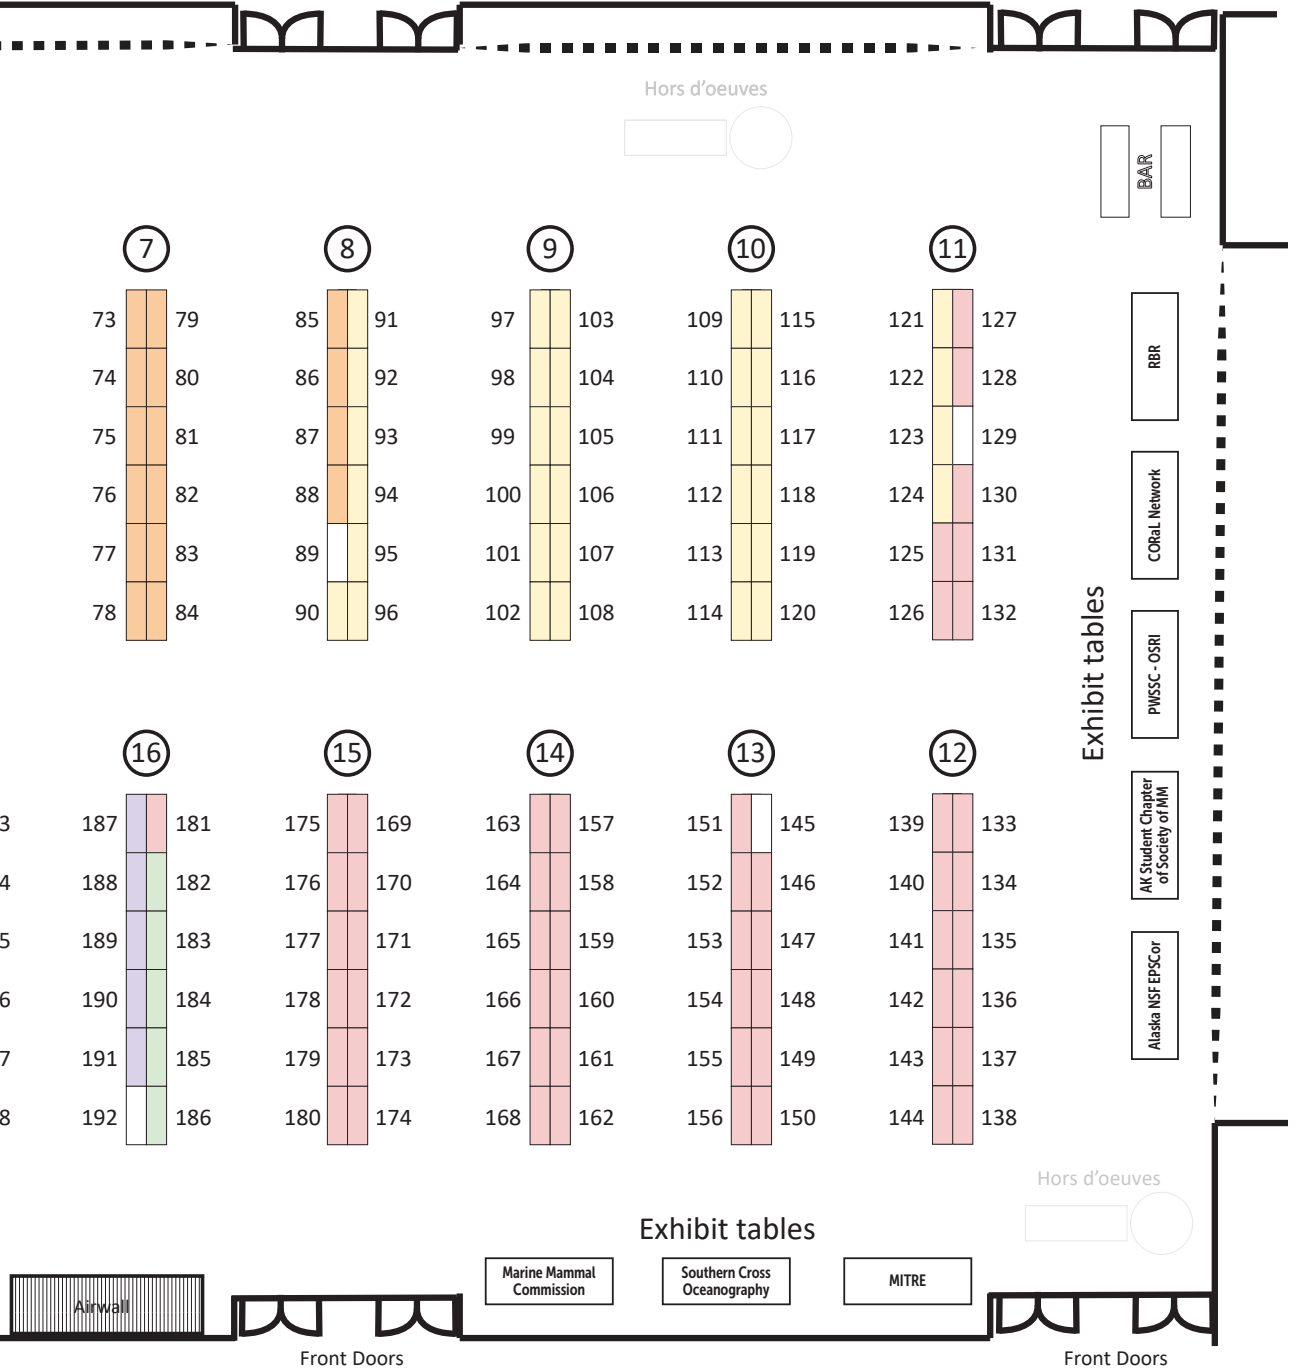 Hors d'oeuves
BAR
7 8 9 10 11
73 79 85 91 97 103 109 115 121 127
74 80 86 92 98 104 110 116 122 128
75 81 87 93 99 105 111 117 123 129
76 82 88 94 100 106 112 118 124 130
77 83 89 95 101 107 113 119 125 131
78 84 90 96 102 108 114 120 126 132
RBR
CORaL Network
PWSSC - OSRI
AK Student Chapter
of Society of MM
Alaska NSF EPSCor
Exhibit tables
16 15 14 13 12
3 187 181 175 169 163 157 151 145 139 133
4 188 182 176 170 164 158 152 146 140 134
5 189 183 177 171 165 159 153 147 141 135
6 190 184 178 172 166 160 154 148 142 136
7 191 185 179 173 167 161 155 149 143 137
8 192 186 180 174 168 162 156 150 144 138
Hors d'oeuves
Exhibit tables
Marine Mammal
Commission
Southern Cross
Oceanography
MITRE
Airwall
Front Doors
Front Doors